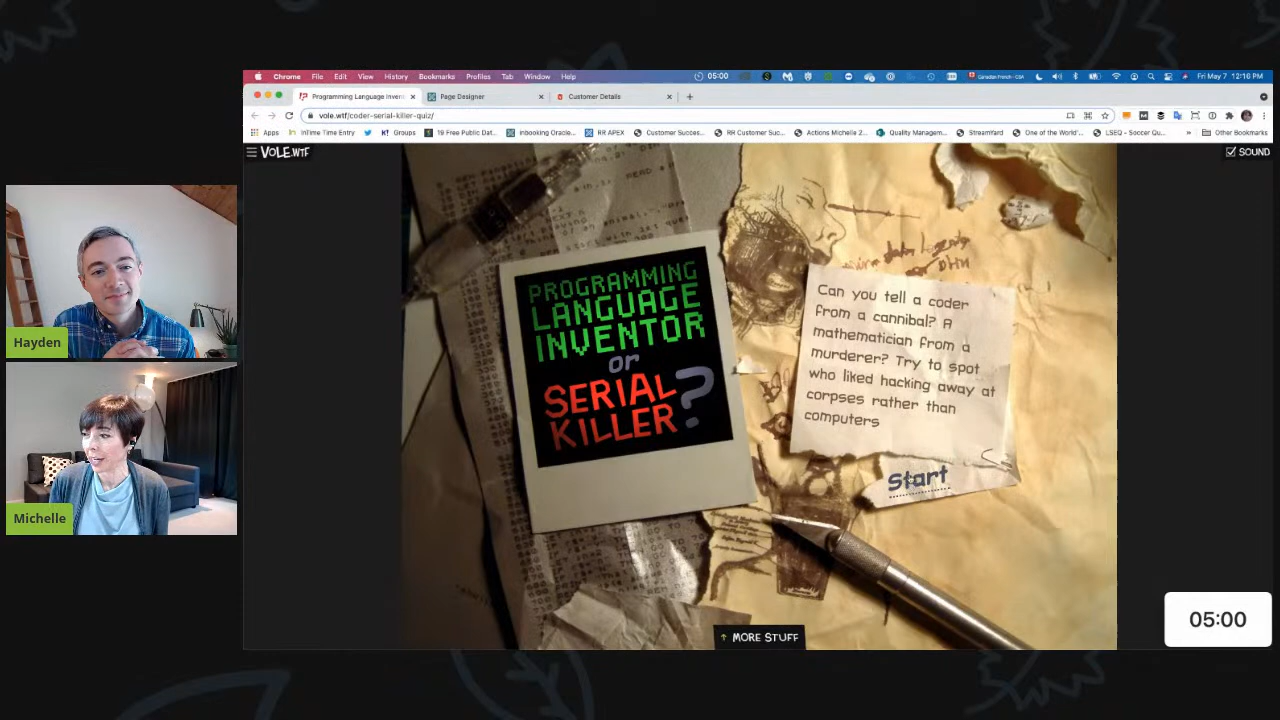 Chrome File Edit View History Bookmarks Profiles Tab Window Help 05:00 Fri May 7 12:16 PM
Programming Language Inven Page Designer Customer Details
vole.wtf/coder-serial-killer-quiz/
Apps InTime Time Entry Groups 19 Free Public Dat... Inbooking Oracle... RR APEX Customer Succes... RR Customer Suc... Actions Michelle 2... Quality Managem... StreamYard One of the World'... LSEQ - Soccer Qu... Other Bookmarks
VOLE.WTF
SOUND
PROGRAMMING
LANGUAGE
INVENTOR
or
SERIAL
KILLER?
Can you tell a coder
from a cannibal? A
mathematician from a
murderer? Try to spot
who liked hacking away at
corpses rather than
computers
Start
↑ MORE STUFF
Hayden
Michelle
05:00